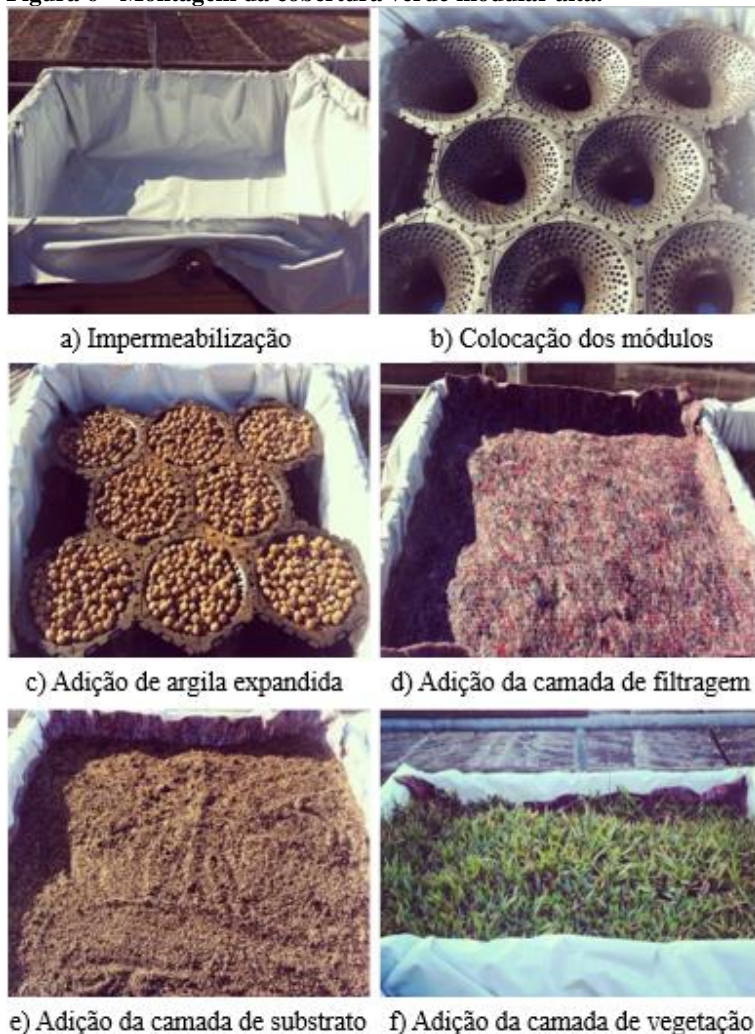 a) Impermeabilização
b) Colocação dos módulos
c) Adição de argila expandida
d) Adição da camada de filtragem
e) Adição da camada de substrato
f) Adição da camada de vegetação